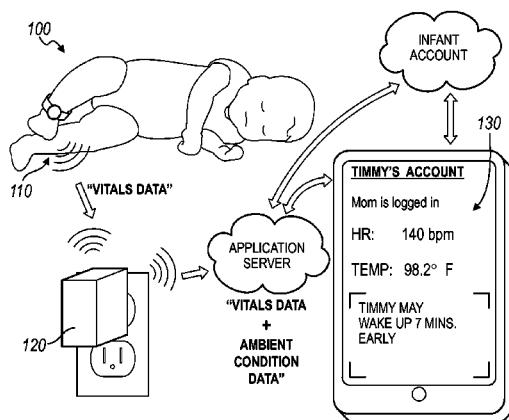 100
INFANT
ACCOUNT
130
110
"VITALS DATA"
TIMMY'S ACCOUNT
Mom is logged in
HR: 140 bpm
TEMP: 98.2° F
TIMMY MAY
WAKE UP 7 MINS.
EARLY
APPLICATION
SERVER
"VITALS DATA
+
AMBIENT
CONDITION
DATA"
120